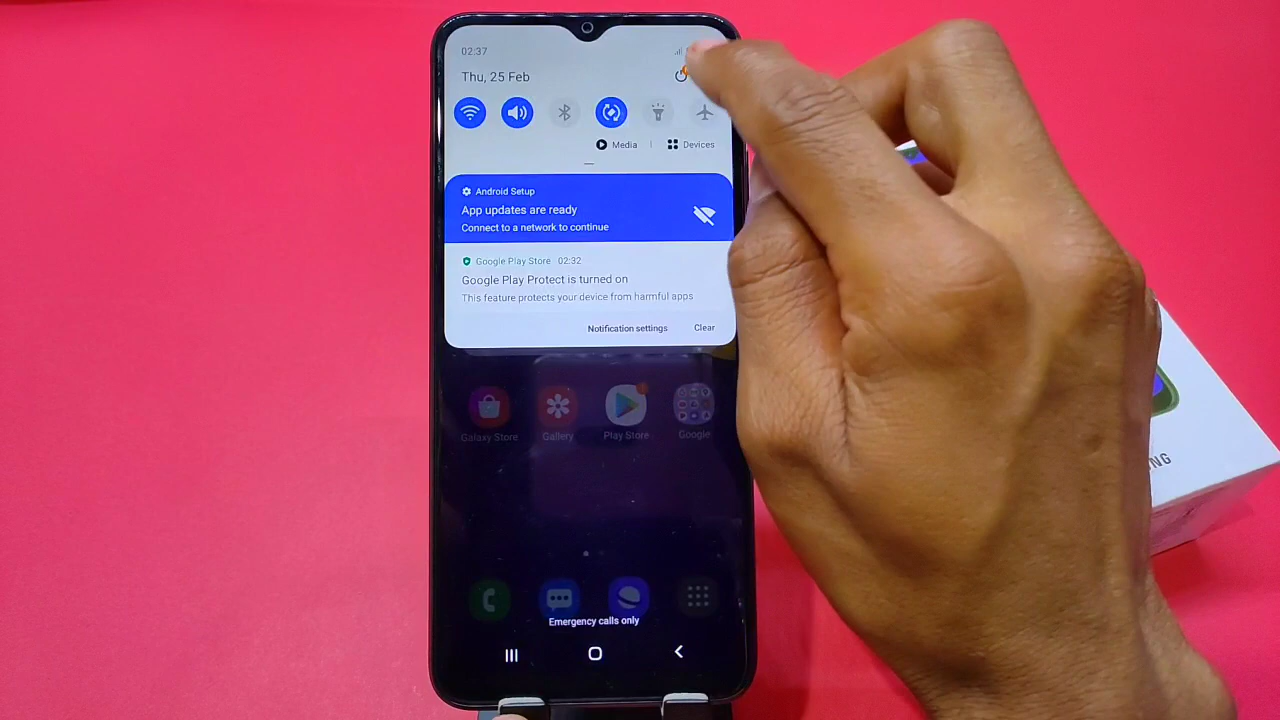 02:37
Thu, 25 Feb
Media
Devices
Android Setup
App updates are ready
Connect to a network to continue
Google Play Store 02:32
Google Play Protect is turned on
This feature protects your device from harmful apps
Notification settings
Clear
Galaxy Store
Gallery
Play Store
Google
Emergency calls only
NG